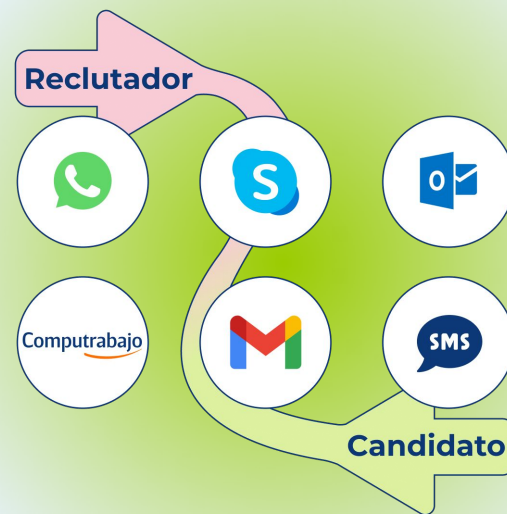 Reclutador
S
O
Computrabajo
SMS
Candidato